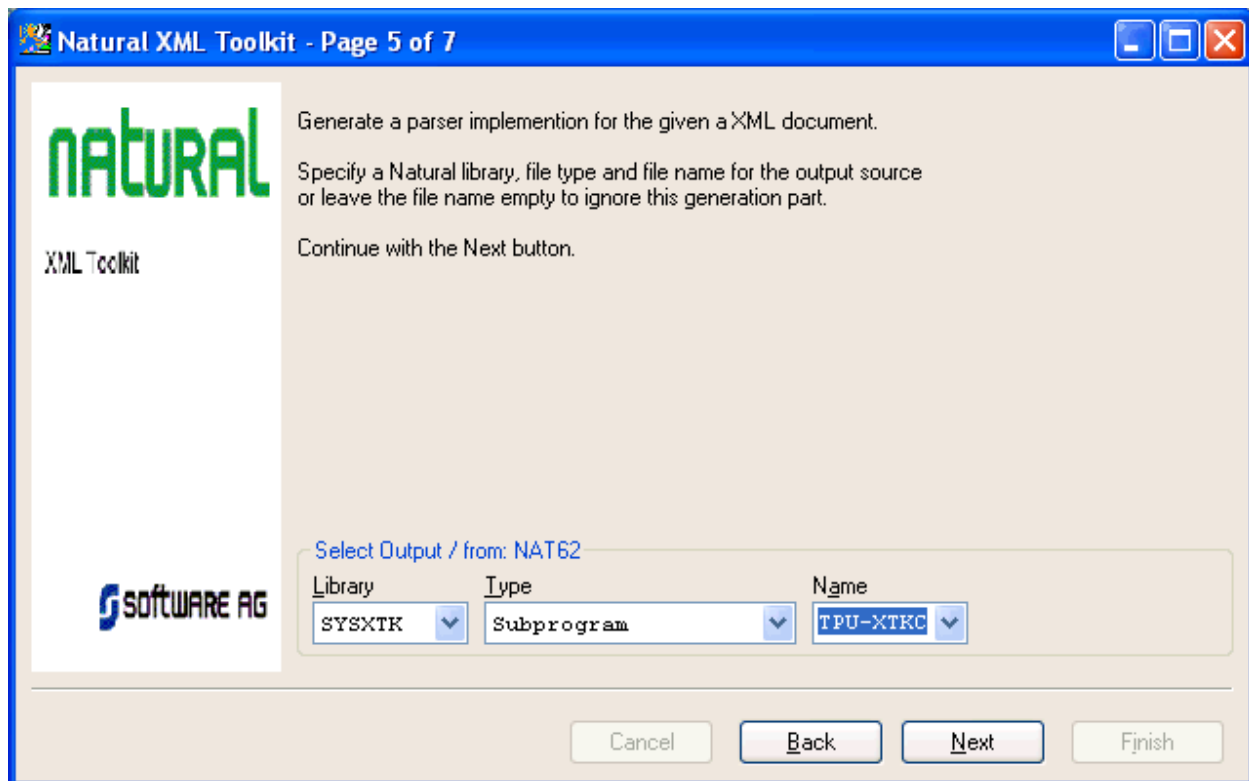 Natural XML Toolkit - Page 5 of 7
natural
XML Toolkit
Generate a parser implemention for the given a XML document.
Specify a Natural library, file type and file name for the output source
or leave the file name empty to ignore this generation part.
Continue with the Next button.
Select Output / from: NAT62
Library Type Name
SYSXTK Subprogram TPU-XTKC
software AG
Cancel Back Next Finish